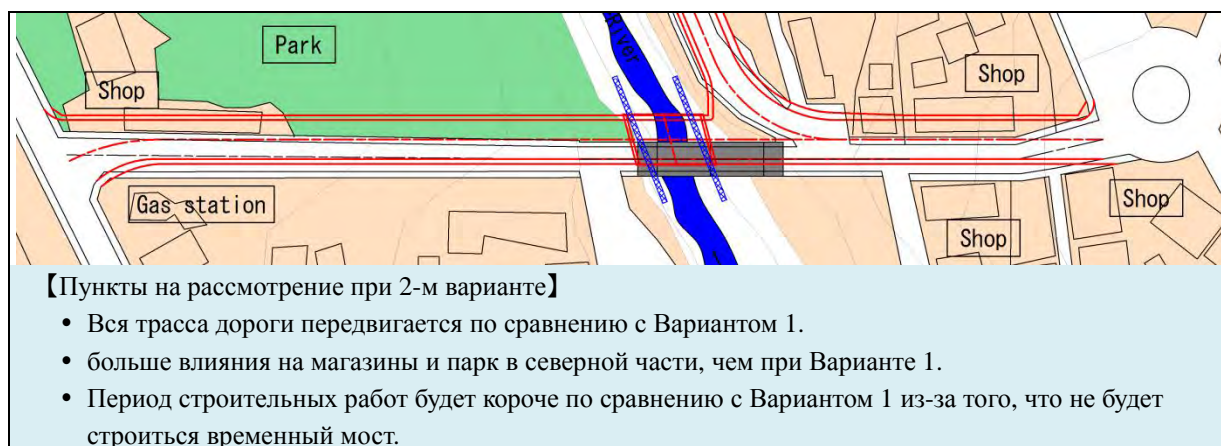 Park
River
Shop
Shop
Gas station
Shop
Shop
【Пункты на рассмотрение при 2-м варианте】
• Вся трасса дороги передвигается по сравнению с Вариантом 1.
• больше влияния на магазины и парк в северной части, чем при Варианте 1.
• Период строительных работ будет короче по сравнению с Вариантом 1 из-за того, что не будет
строиться временный мост.